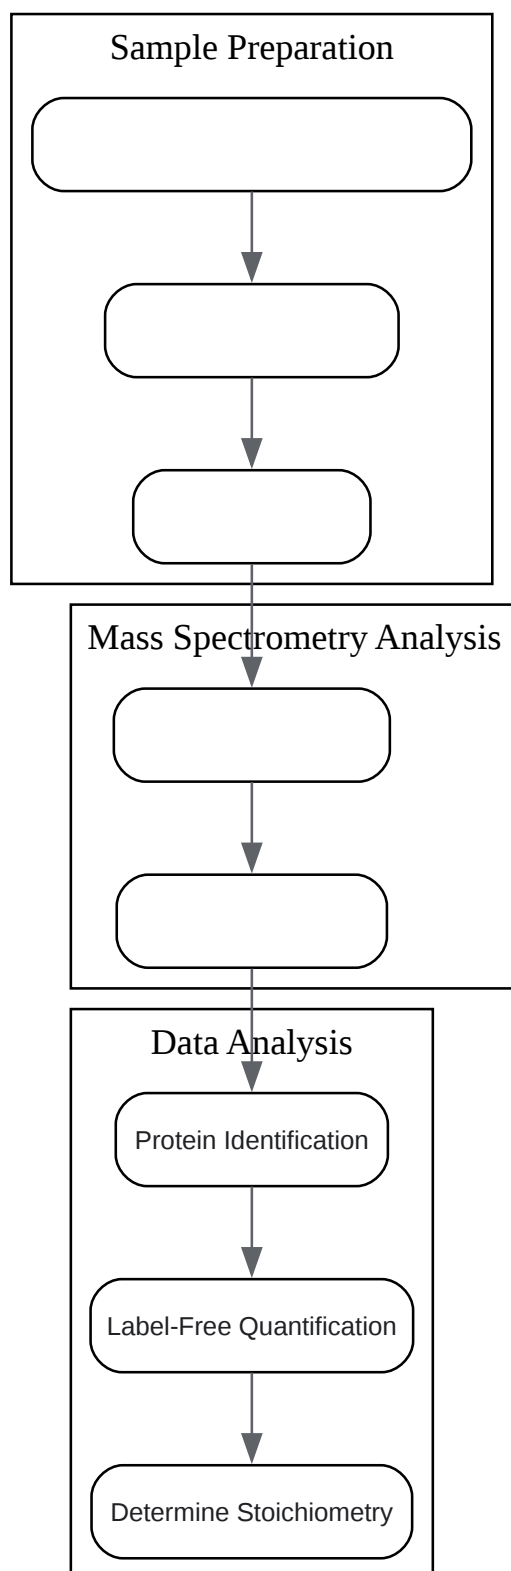 Sample Preparation
Mass Spectrometry Analysis
Data Analysis
Protein Identification
Label-Free Quantification
Determine Stoichiometry